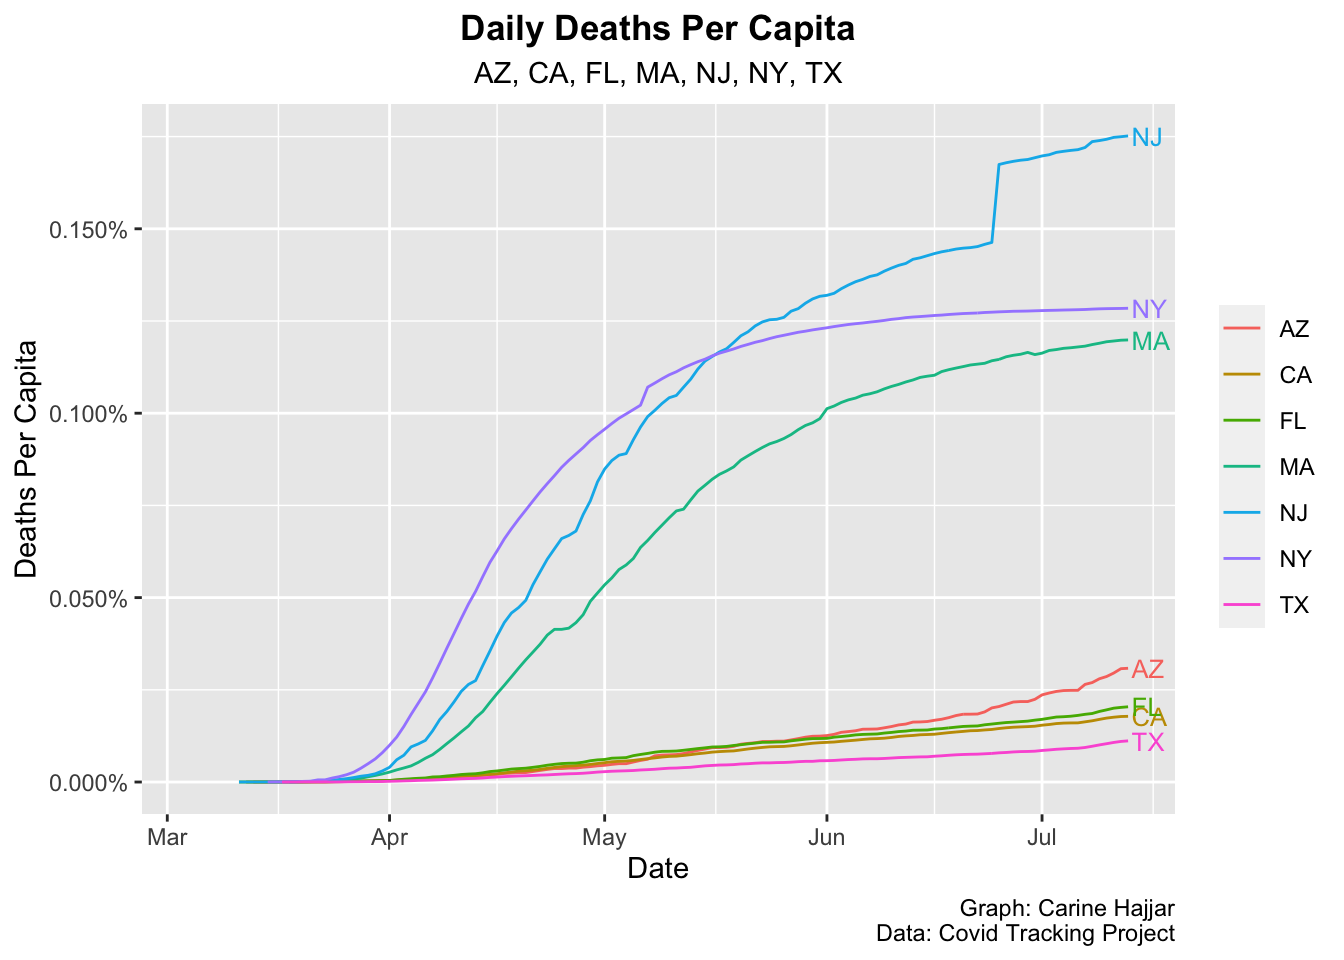 Daily Deaths Per Capita
AZ, CA, FL, MA, NJ, NY, TX
Deaths Per Capita
0.150%
0.100%
0.050%
0.000%
NJ
NY
MA
AZ
FL
CA
TX
Mar Apr May Jun Jul
Date
AZ
CA
FL
MA
NJ
NY
TX
Graph: Carine Hajjar
Data: Covid Tracking Project